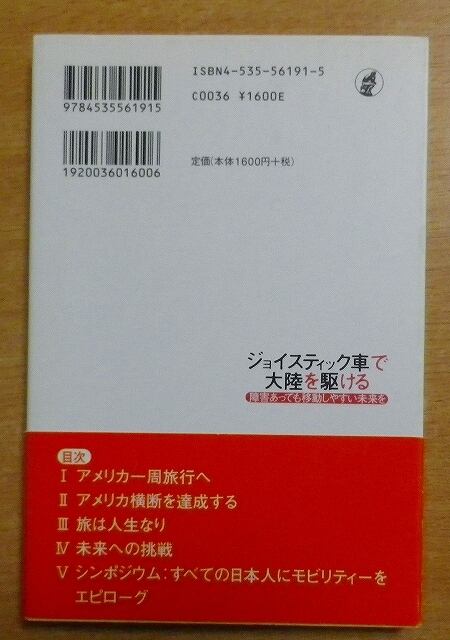 ISBN4-535-56191-5
C0036 ¥1600E
9784535561915
1920036016006
定価(本体1600円+税)
ジョイスティック車で
大陸を駆ける
障害あっても移動しやすい未来を
目次
Ⅰ アメリカ一周旅行へ
Ⅱ アメリカ横断を達成する
Ⅲ 旅は人生なり
Ⅳ 未来への挑戦
Ⅴ シンポジウム:すべての日本人にモビリティーを
エピローグ